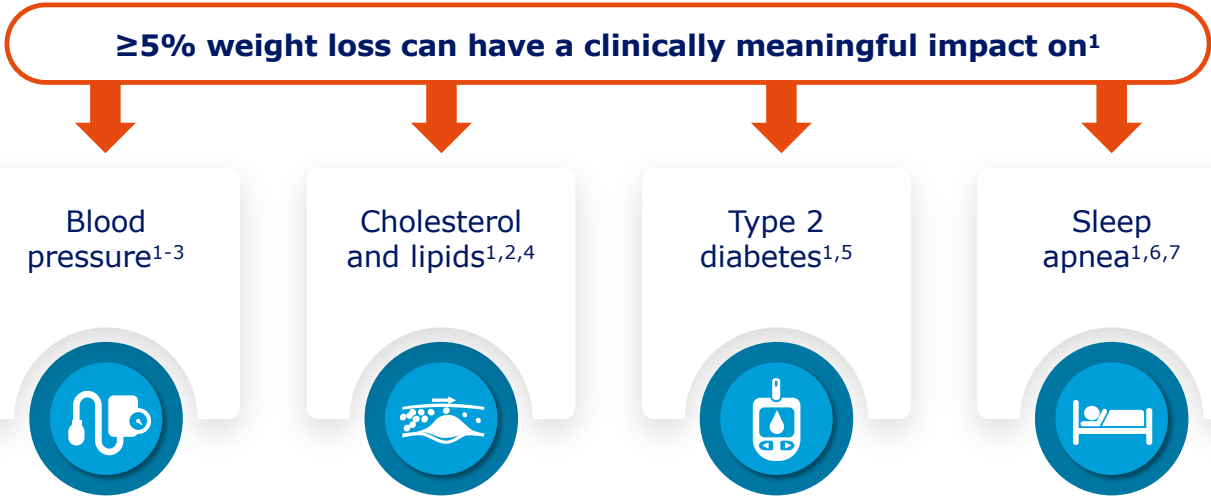 ≥5% weight loss can have a clinically meaningful impact on¹
Blood
pressure¹⁻³
Cholesterol
and lipids¹,²,⁴
Type 2
diabetes¹,⁵
Sleep
apnea¹,⁶,⁷